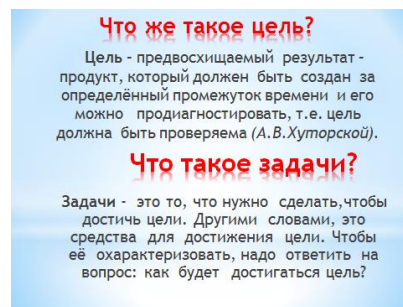 Что же такое цель?
Цель - предвосхищаемый результат -
продукт, который должен быть создан за
определённый промежуток времени и его
можно продиагностировать, т.е. цель
должна быть проверяема (А.В.Хуторской).
Что такое задачи?
Задачи - это то, что нужно сделать,чтобы
достичь цели. Другими словами, это
средства для достижения цели. Чтобы
её охарактеризовать, надо ответить на
вопрос: как будет достигаться цель?